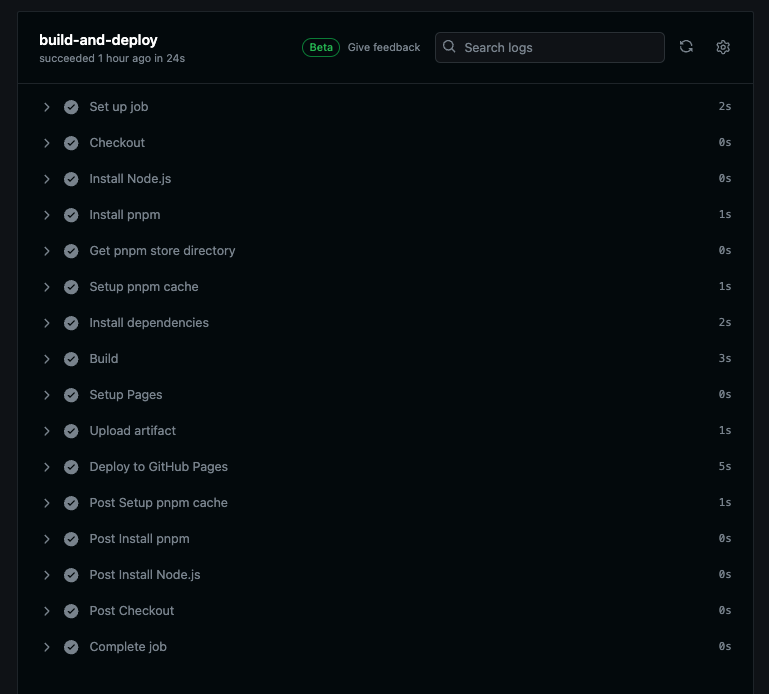 build-and-deploy
succeeded 1 hour ago in 24s
Beta Give feedback
Search logs
Set up job 2s
Checkout 0s
Install Node.js 0s
Install pnpm 1s
Get pnpm store directory 0s
Setup pnpm cache 1s
Install dependencies 2s
Build 3s
Setup Pages 0s
Upload artifact 1s
Deploy to GitHub Pages 5s
Post Setup pnpm cache 1s
Post Install pnpm 0s
Post Install Node.js 0s
Post Checkout 0s
Complete job 0s